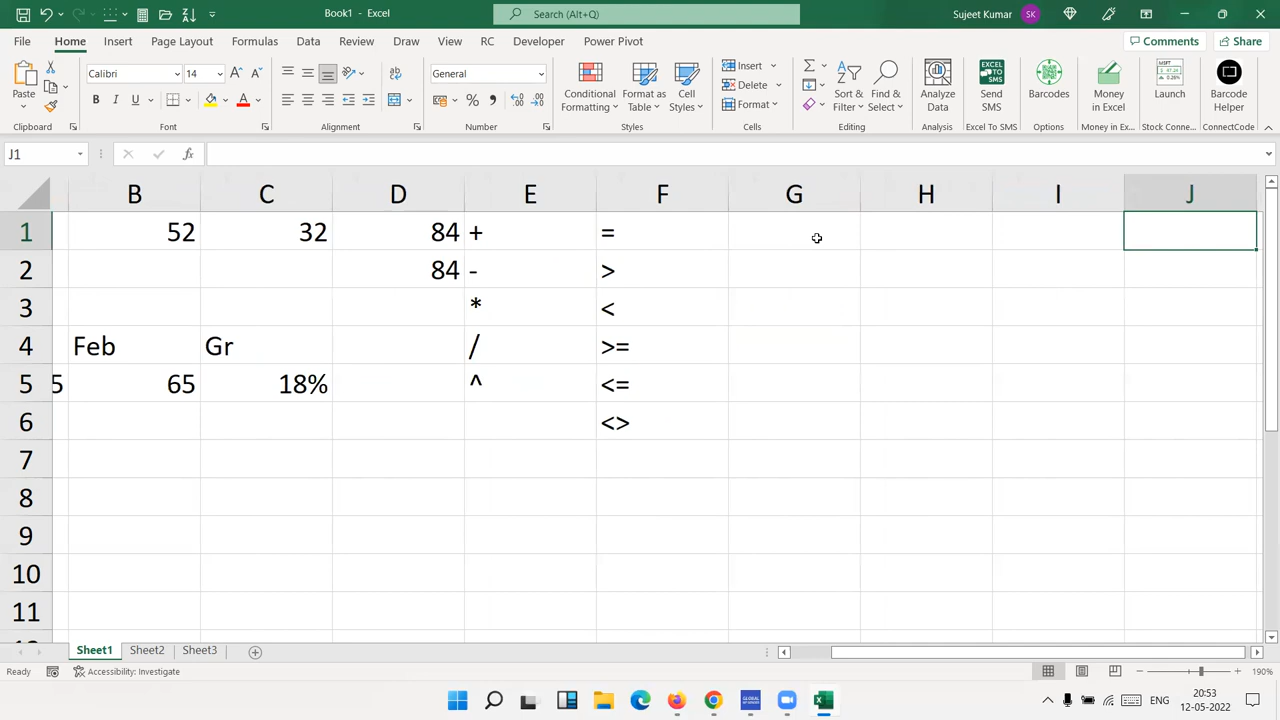 Book1 - Excel
Search (Alt+Q)
Sujeet Kumar
SK
File Home Insert Page Layout Formulas Data Review View Draw RC Developer Power Pivot
Comments
Share
Paste
Calibri
14
B I U
General
Conditional Formatting
Format as Table
Cell Styles
Insert
Delete
Format
Sort & Filter
Find & Select
Analyze Data
Send SMS
Barcodes
Money in Excel
Launch
Barcode Helper
Clipboard Font Alignment Number Styles Cells Editing Analysis Excel To SMS Options Money in Ex... Stock Conne... ConnectCode
J1
fx
B C D E F G H I J
1 52 32 84 + =
2 84 - >
3 * <
4 Feb Gr / >=
5 5 65 18% ^ <=
6 <>
7
8
9
10
11
Sheet1 Sheet2 Sheet3
Ready
Accessibility: Investigate
190%
ENG
20:53
12-05-2022